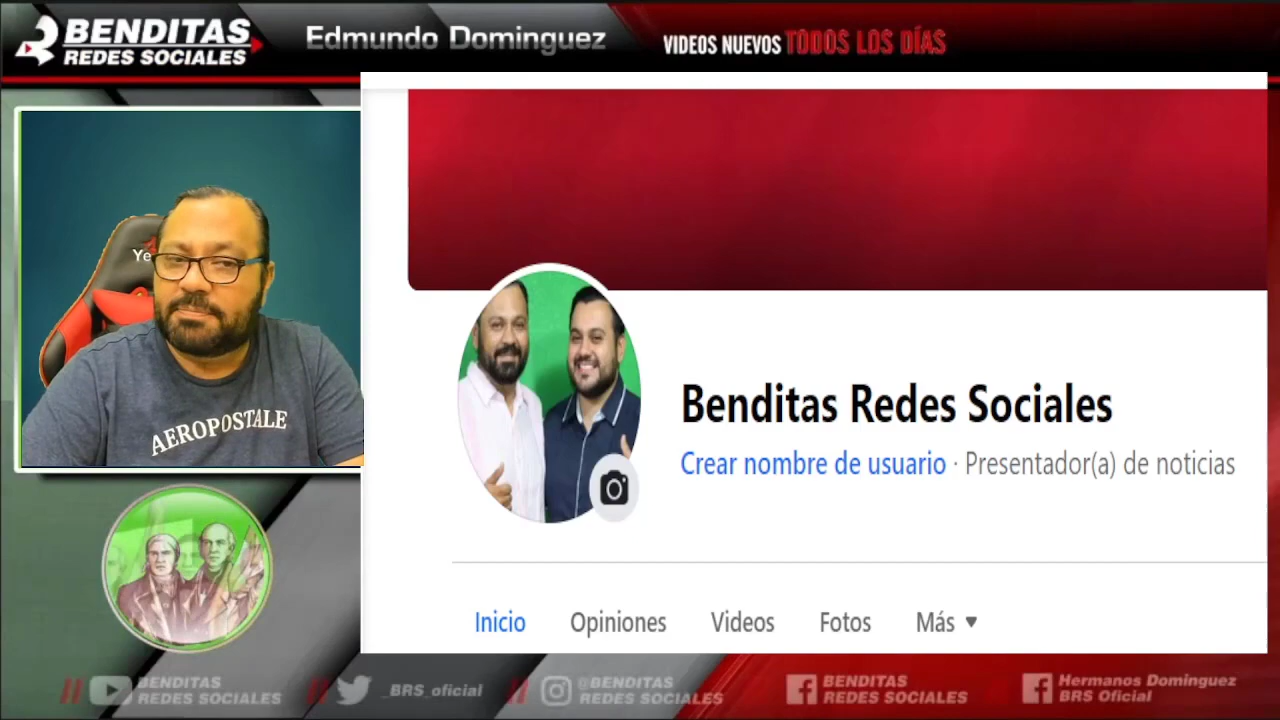 BENDITAS
REDES SOCIALES
Edmundo Dominguez
VIDEOS NUEVOS TODOS LOS DÍAS
Ye
AEROPOSTALE
Benditas Redes Sociales
Crear nombre de usuario · Presentador(a) de noticias
Inicio Opiniones Videos Fotos Más
BENDITAS
REDES SOCIALES
_BRS_oficial
@BENDITAS
REDES SOCIALES
BENDITAS
REDES SOCIALES
Hermanos Dominguez
BRS Oficial